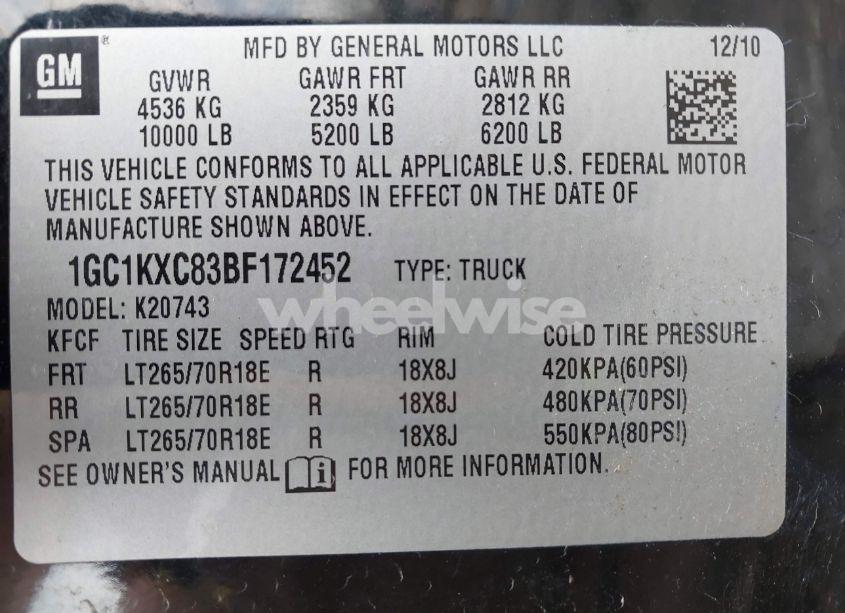 GM ® MFD BY GENERAL MOTORS LLC 12/10
GVWR GAWR FRT GAWR RR
4536 KG 2359 KG 2812 KG
10000 LB 5200 LB 6200 LB
THIS VEHICLE CONFORMS TO ALL APPLICABLE U.S. FEDERAL MOTOR
VEHICLE SAFETY STANDARDS IN EFFECT ON THE DATE OF
MANUFACTURE SHOWN ABOVE.
1GC1KXC83BF172452 TYPE: TRUCK
MODEL: K20743
wheelwise
KFCF TIRE SIZE SPEED RTG RIM COLD TIRE PRESSURE
FRT LT265/70R18E R 18X8J 420KPA(60PSI)
RR LT265/70R18E R 18X8J 480KPA(70PSI)
SPA LT265/70R18E R 18X8J 550KPA(80PSI)
SEE OWNER'S MANUAL i FOR MORE INFORMATION.